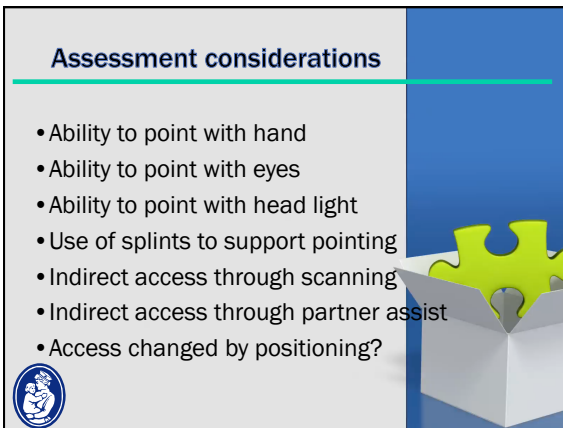 Assessment considerations
• Ability to point with hand
• Ability to point with eyes
• Ability to point with head light
• Use of splints to support pointing
• Indirect access through scanning
• Indirect access through partner assist
• Access changed by positioning?